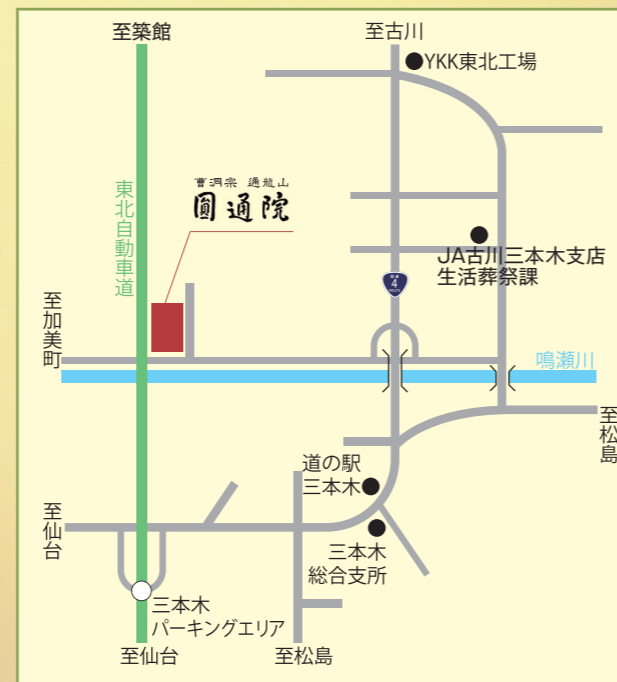 至築館
至古川
YKK東北工場
曹洞宗 通龍山
圓通院
東北自動車道
JA古川三本木支店
生活葬祭課
国道
4
ROUTE
至加美町
鳴瀬川
至松島
道の駅
三本木
至仙台
三本木
総合支所
三本木
パーキングエリア
至仙台
至松島